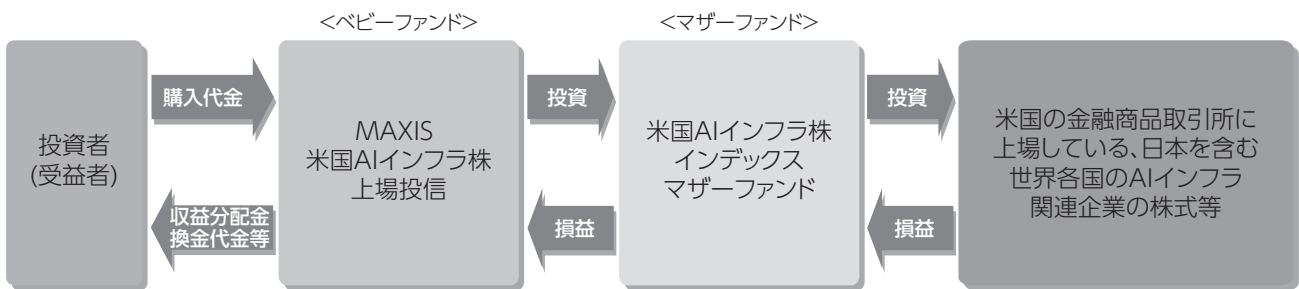 <ベビーファンド>
<マザーファンド>
投資者
(受益者)
購入代金
収益分配金
換金代金等
MAXIS
米国AIインフラ株
上場投信
投資
損益
米国AIインフラ株
インデックス
マザーファンド
投資
損益
米国の金融商品取引所に
上場している、日本を含む
世界各国のAIインフラ
関連企業の株式等